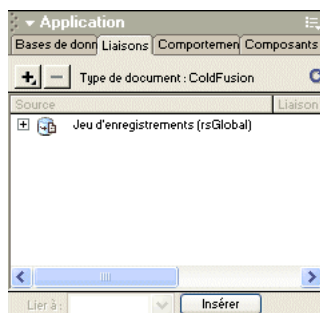 Application
Bases de donn Liaisons Comportemen Composants
Type de document : ColdFusion
Source Liaison
Jeu d'enregistrements (rsGlobal)
Lier à : Insérer